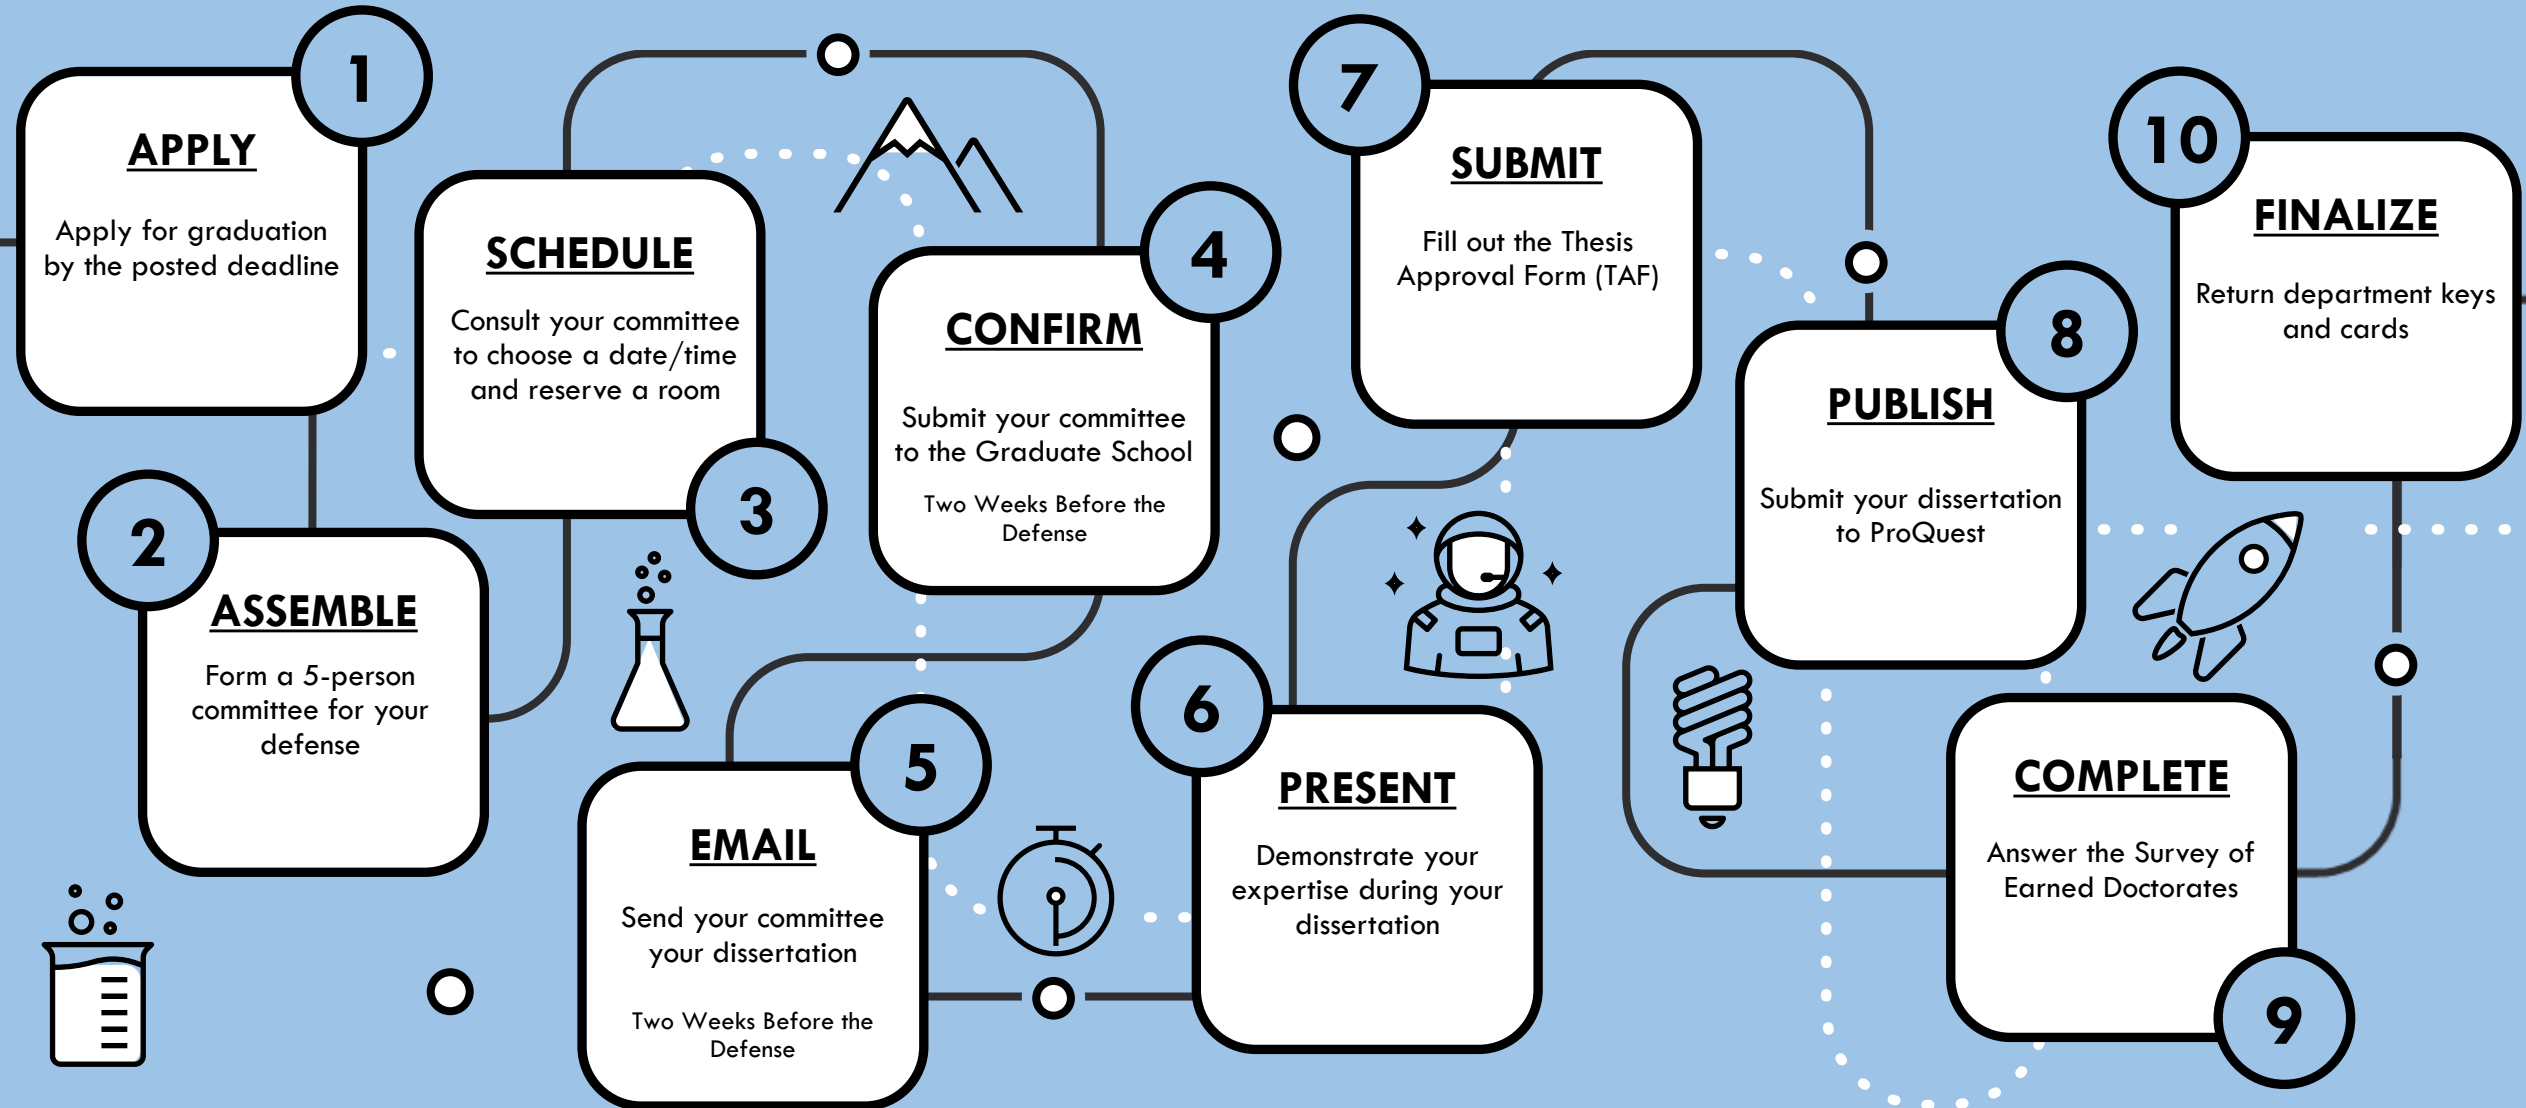 1
APPLY
Apply for graduation
by the posted deadline
2
ASSEMBLE
Form a 5-person
committee for your
defense
SCHEDULE
Consult your committee
to choose a date/time
and reserve a room
3
4
CONFIRM
Submit your committee
to the Graduate School
Two Weeks Before the
Defense
5
EMAIL
Send your committee
your dissertation
Two Weeks Before the
Defense
6
PRESENT
Demonstrate your
expertise during your
dissertation
7
SUBMIT
Fill out the Thesis
Approval Form (TAF)
8
PUBLISH
Submit your dissertation
to ProQuest
COMPLETE
Answer the Survey of
Earned Doctorates
9
10
FINALIZE
Return department keys
and cards